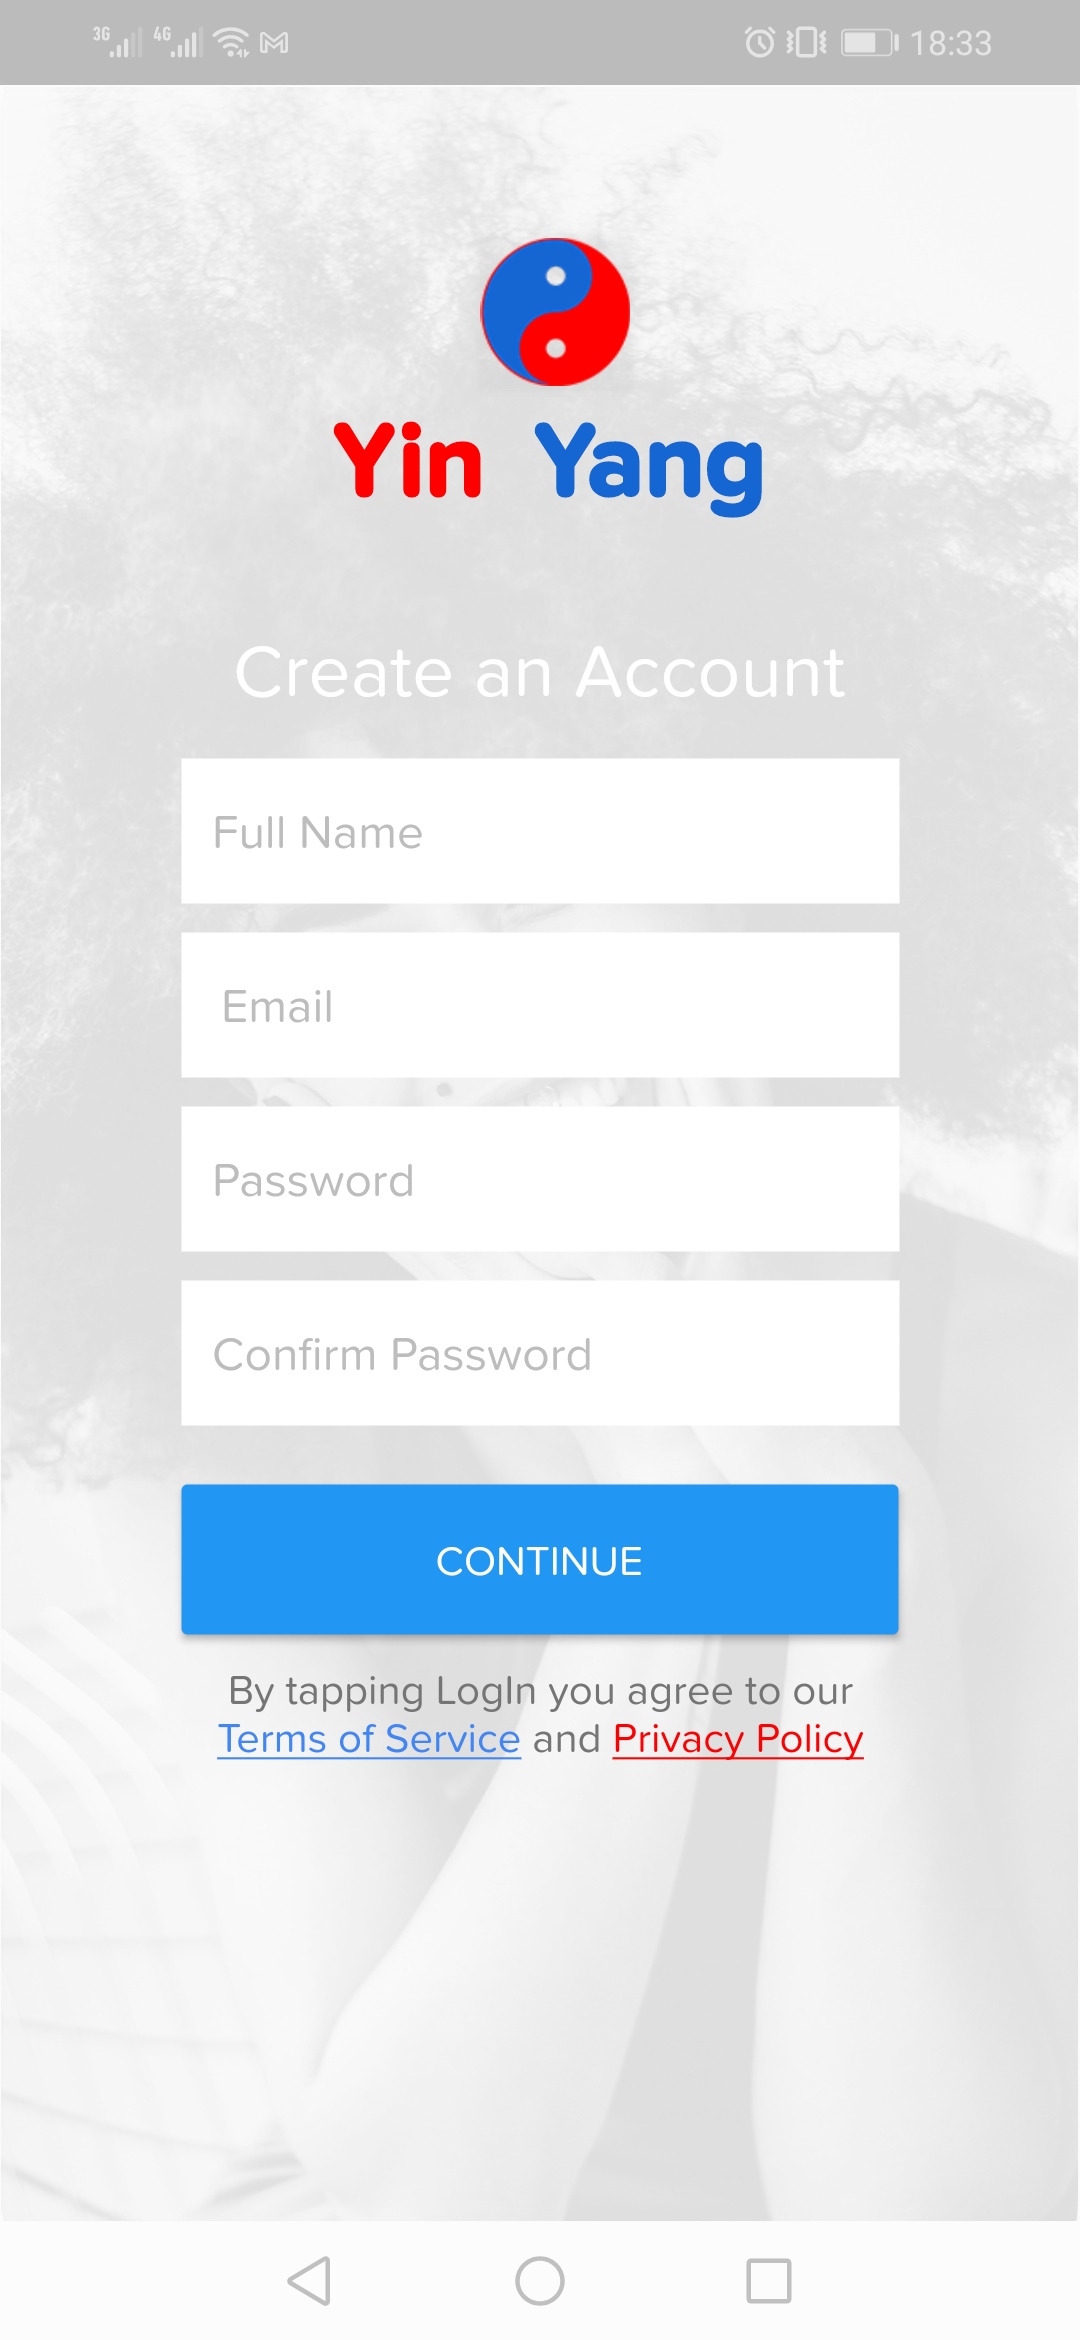 3G 4G 18:33
Yin Yang
Create an Account
Full Name
Email
Password
Confirm Password
CONTINUE
By tapping LogIn you agree to our
Terms of Service and Privacy Policy